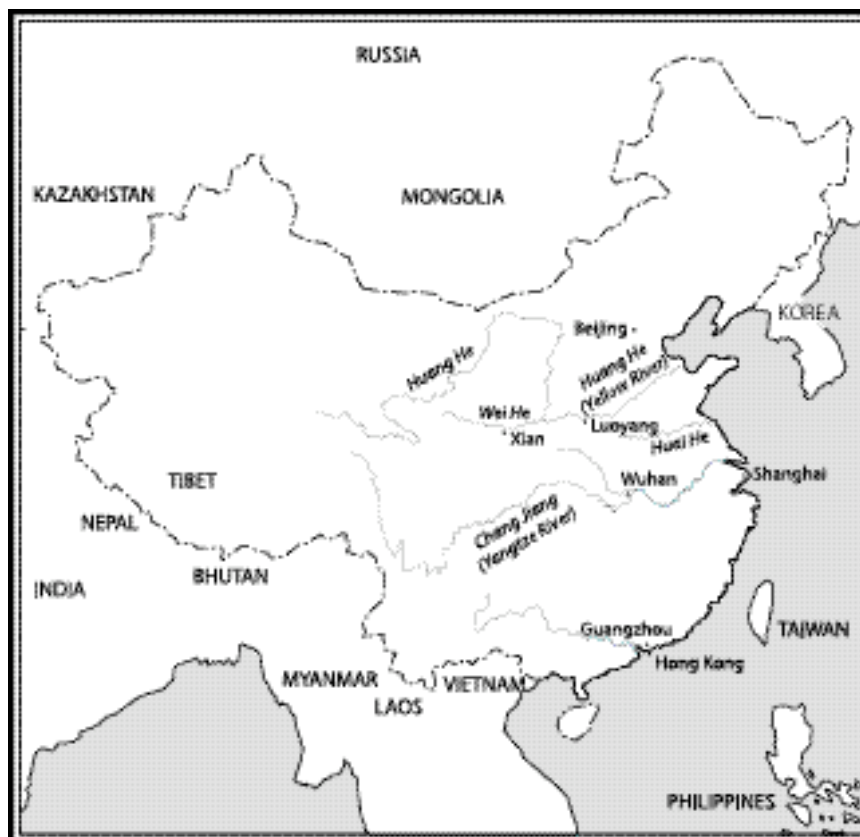 RUSSIA
KAZAKHSTAN
MONGOLIA
KOREA
Beijing
Huang He
Huang He
(Yellow River)
Wei He
Luoyang
Xian
Huei He
TIBET
Wuhan
Shanghai
NEPAL
Chang Jiang
(Yangtze River)
BHUTAN
INDIA
Guangzhou
TAIWAN
Hong Kong
MYANMAR
VIETNAM
LAOS
PHILIPPINES